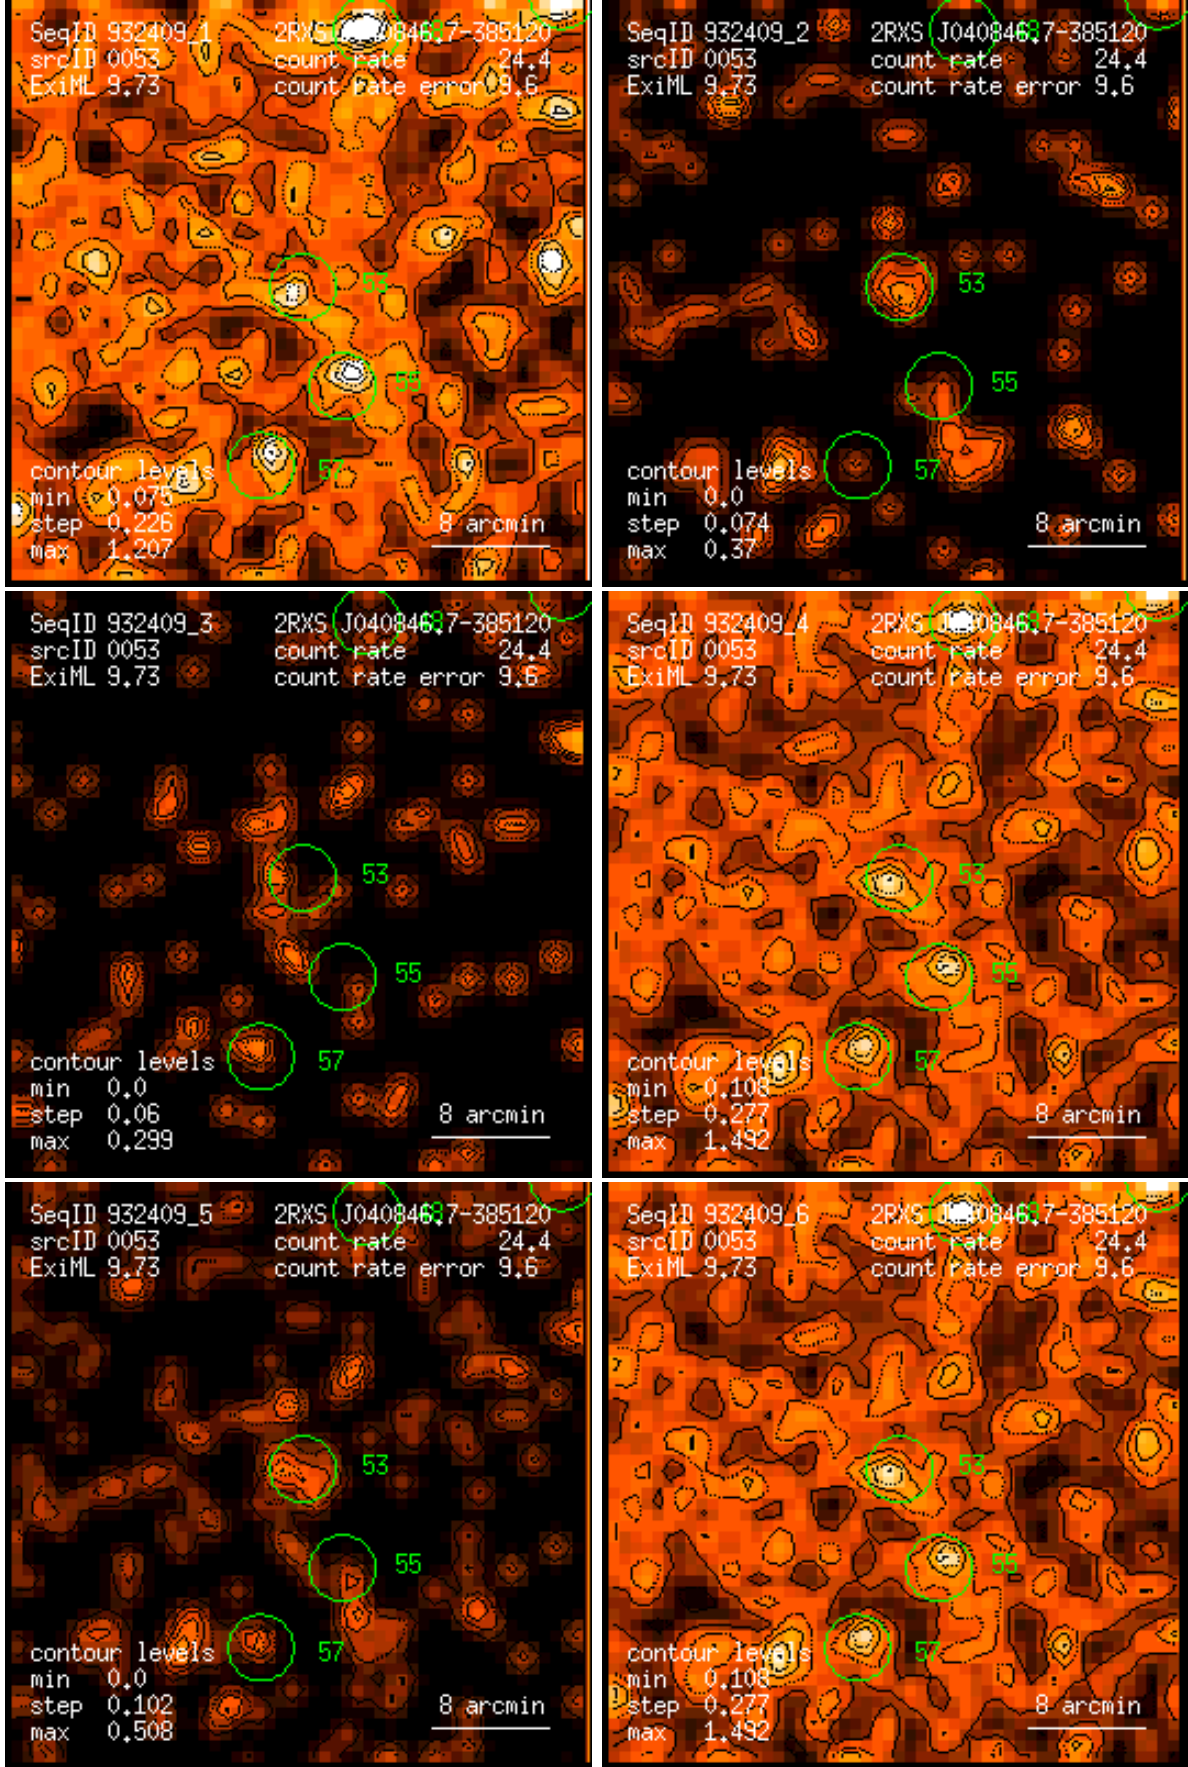 SeqID 932409_1 2RXS J040846.7-385120
srcID 0053 count rate 24.4
ExiML 9.73 count rate error 9.6
53
55
57
contour levels
min 0.075
step 0.226
max 1.207
8 arcmin
SeqID 932409_2 2RXS J040846.7-385120
srcID 0053 count rate 24.4
ExiML 9.73 count rate error 9.6
53
55
57
contour levels
min 0.0
step 0.074
max 0.37
8 arcmin
SeqID 932409_3 2RXS J040846.7-385120
srcID 0053 count rate 24.4
ExiML 9.73 count rate error 9.6
53
55
57
contour levels
min 0.0
step 0.06
max 0.299
8 arcmin
SeqID 932409_4 2RXS J040846.7-385120
srcID 0053 count rate 24.4
ExiML 9.73 count rate error 9.6
53
55
57
contour levels
min 0.108
step 0.277
max 1.492
8 arcmin
SeqID 932409_5 2RXS J040846.7-385120
srcID 0053 count rate 24.4
ExiML 9.73 count rate error 9.6
53
55
57
contour levels
min 0.0
step 0.102
max 0.508
8 arcmin
SeqID 932409_6 2RXS J040846.7-385120
srcID 0053 count rate 24.4
ExiML 9.73 count rate error 9.6
53
55
57
contour levels
min 0.108
step 0.277
max 1.492
8 arcmin